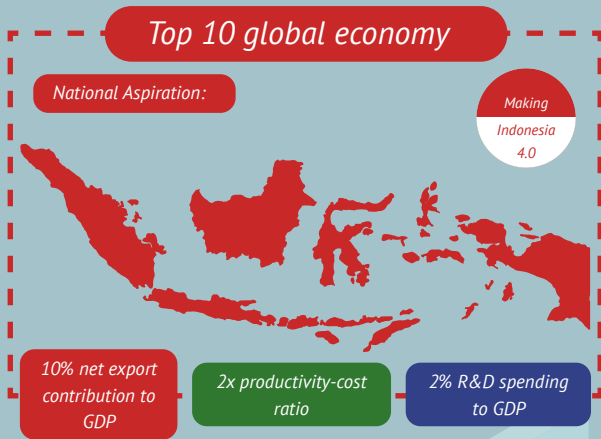 Top 10 global economy
National Aspiration:
Making
Indonesia
4.0
10% net export
contribution to
GDP
2x productivity-cost
ratio
2% R&D spending
to GDP